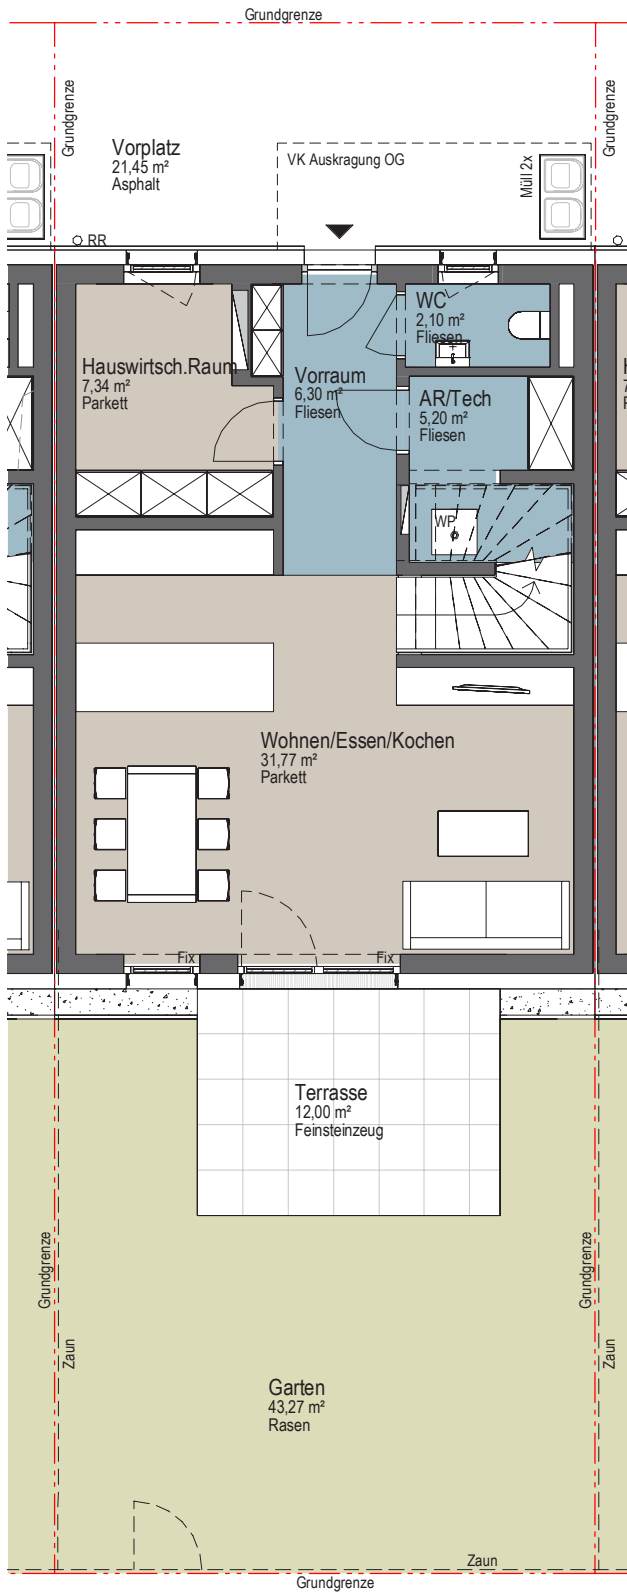 Grundgrenze
Grundgrenze
Grundgrenze
Vorplatz
21,45 m²
Asphalt
VK Auskragung OG
Müll 2x
RR
WC
2,10 m²
Fliesen
Hauswirtsch.Raum
7,34 m²
Parkett
Vorraum
6,30 m²
Fliesen
AR/Tech
5,20 m²
Fliesen
WP
Wohnen/Essen/Kochen
31,77 m²
Parkett
Fix
Fix
Terrasse
12,00 m²
Feinsteinzeug
Grundgrenze
Grundgrenze
Zaun
Zaun
Garten
43,27 m²
Rasen
Zaun
Grundgrenze